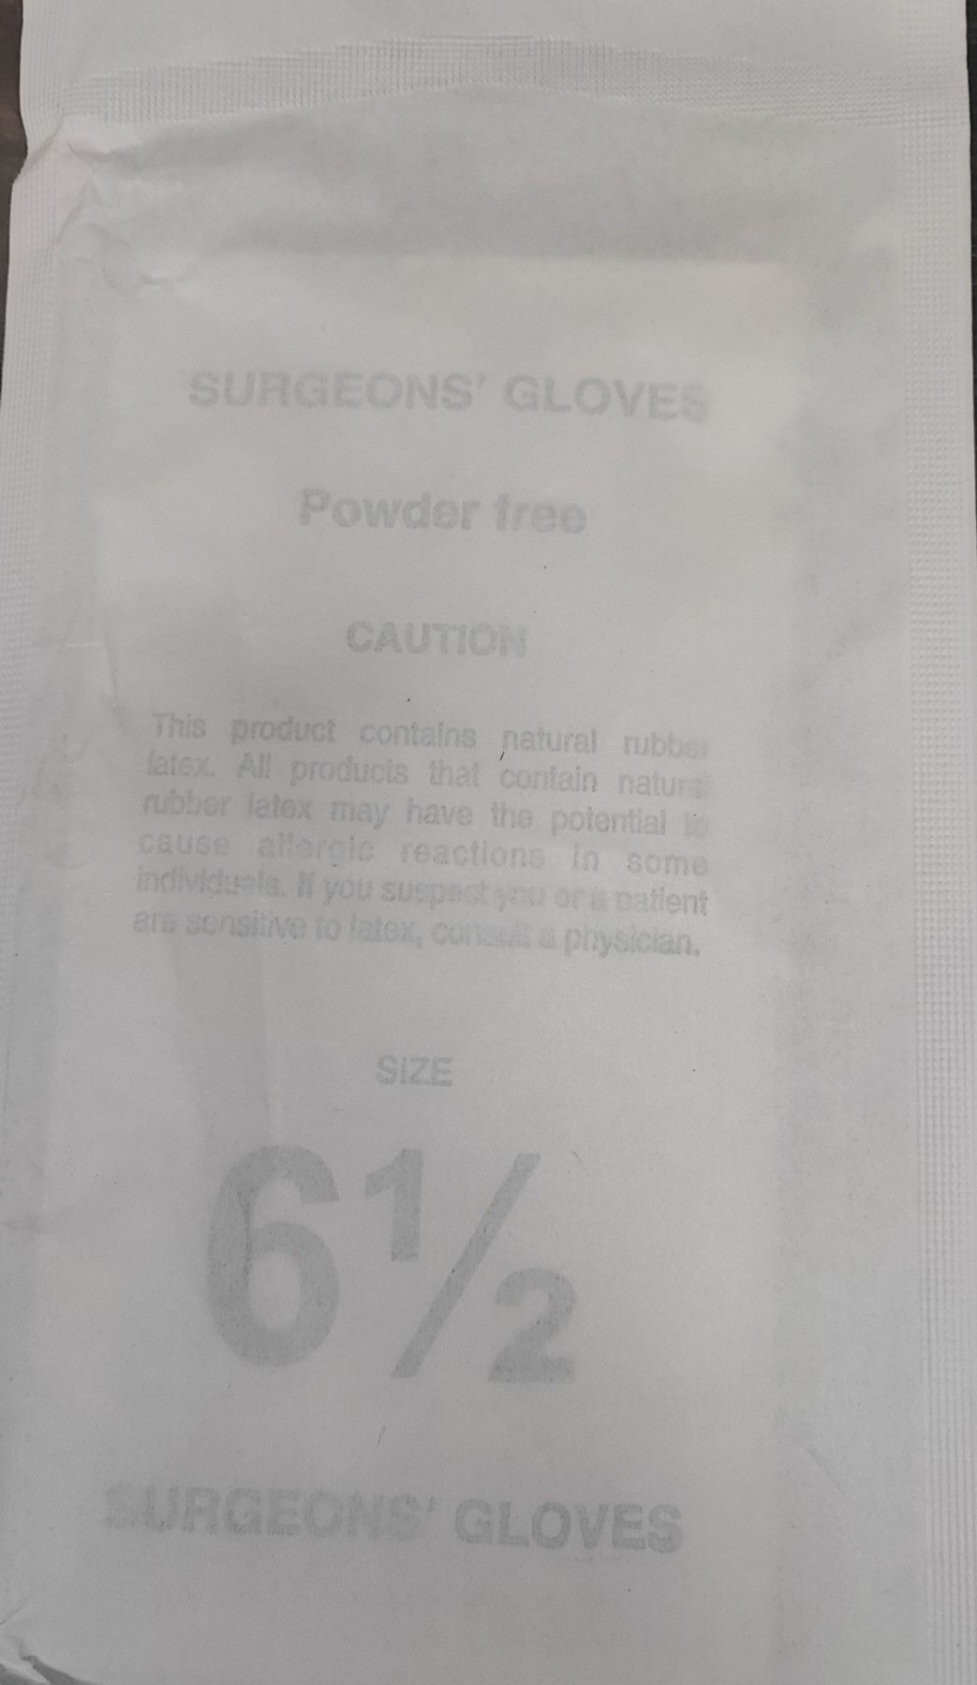 SURGEONS' GLOVES
Powder free
CAUTION
This product contains natural rubber
latex. All products that contain natural
rubber latex may have the potential to
cause allergic reactions in some
individuals. If you suspect you or a patient
are sensitive to latex, consult a physician.
SIZE
6½
SURGEONS' GLOVES